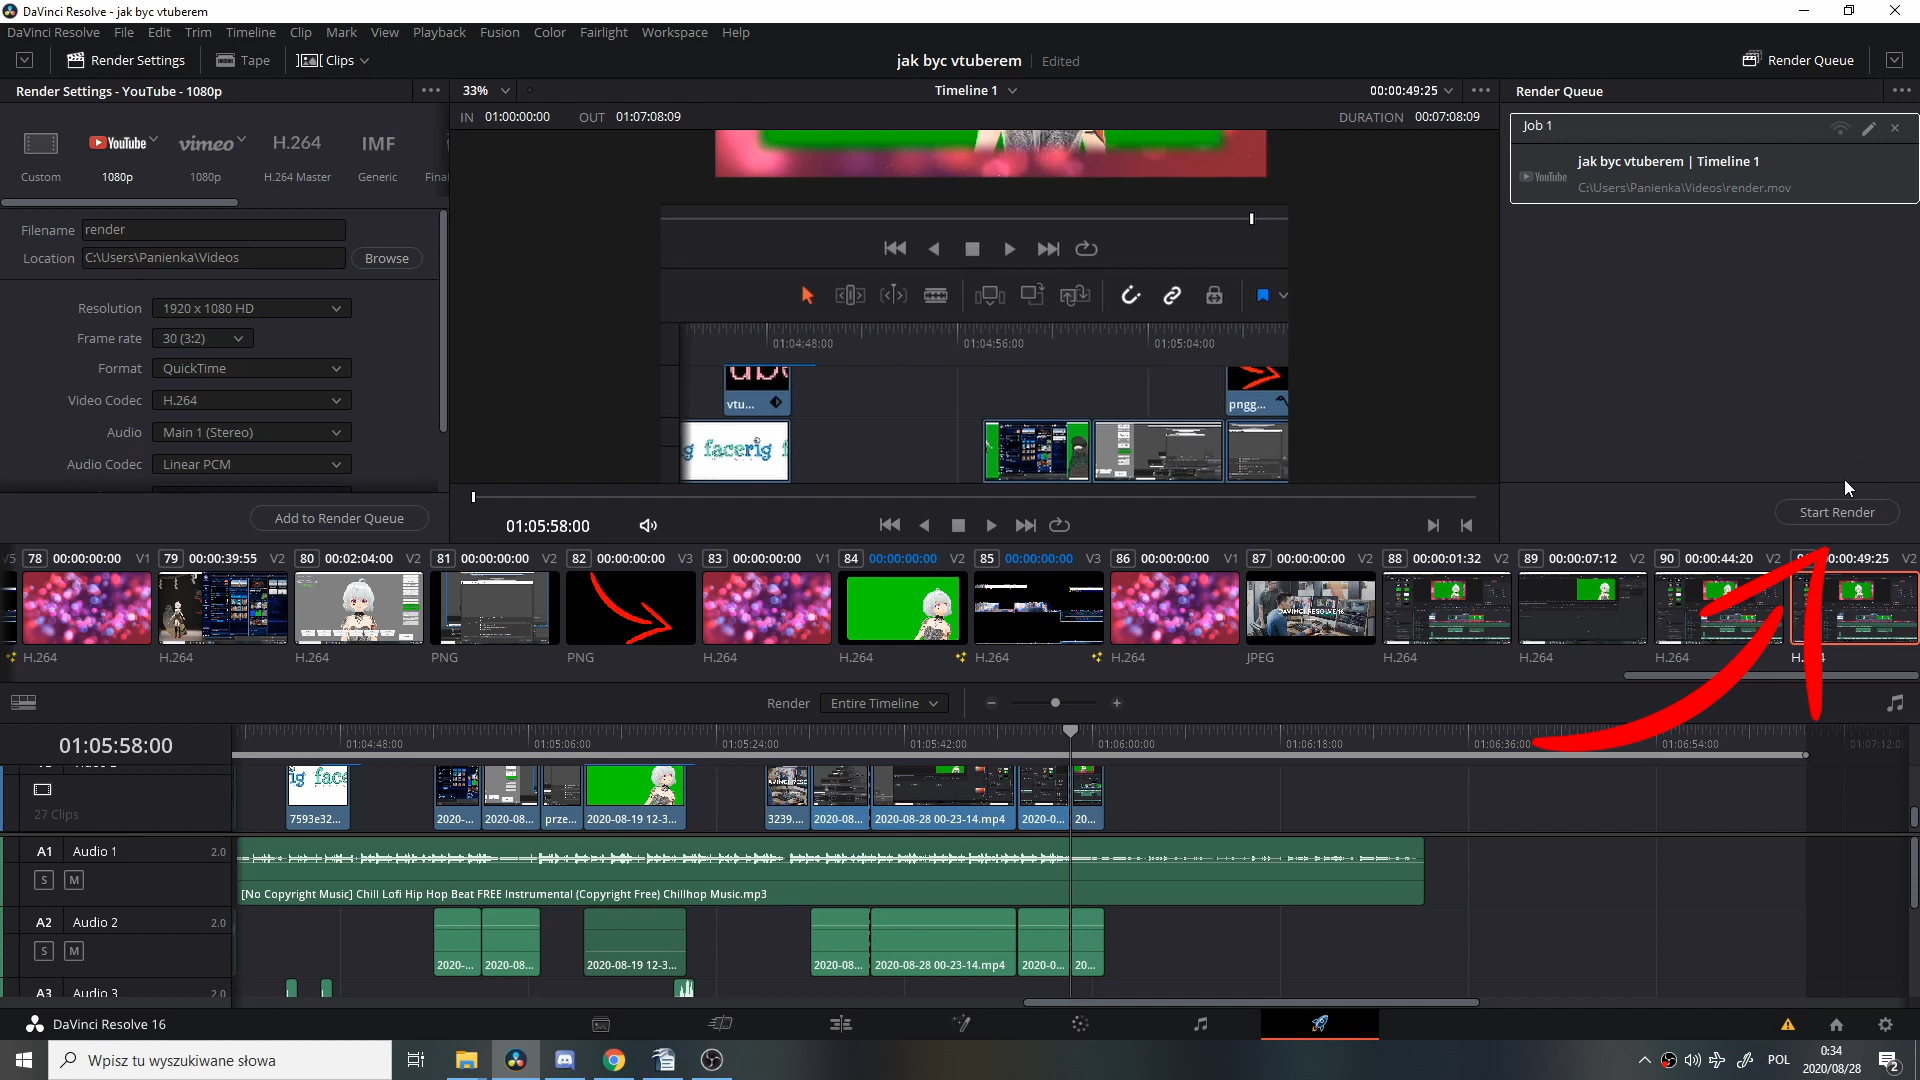 DaVinci Resolve - jak byc vtuberem
DaVinci Resolve File Edit Trim Timeline Clip Mark View Playback Fusion Color Fairlight Workspace Help
Render Settings Tape Clips jak byc vtuberem Edited Render Queue
Render Settings - YouTube - 1080p 33% Timeline 1 00:00:49:25 Render Queue
IN 01:00:00:00 OUT 01:07:08:09 DURATION 00:07:08:09
Job 1
YouTube vimeo H.264 IMF
Custom 1080p 1080p H.264 Master Generic Final
jak byc vtuberem | Timeline 1
YouTube C:\Users\Panienka\Videos\render.mov
Filename render
Location C:\Users\Panienka\Videos Browse
Resolution 1920 x 1080 HD
Frame rate 30 (3:2)
Format QuickTime
Video Codec H.264
Audio Main 1 (Stereo)
Audio Codec Linear PCM
01:04:48:00 01:04:56:00 01:05:04:00
vtu... pngg...
g facerig f
Add to Render Queue 01:05:58:00 Start Render
V5 78 00:00:00:00 V1 79 00:00:39:55 V2 80 00:02:04:00 V2 81 00:00:00:00 V2 82 00:00:00:00 V3 83 00:00:00:00 V1 84 00:00:00:00 V2 85 00:00:00:00 V3 86 00:00:00:00 V1 87 00:00:00:00 V2 88 00:00:01:32 V2 89 00:00:07:12 V2 90 00:00:44:20 V2 00:00:49:25 V2
DAVINCI RESOLVE 16
H.264 H.264 H.264 PNG PNG H.264 H.264 H.264 H.264 JPEG H.264 H.264 H.264
Render Entire Timeline
01:05:58:00 01:04:48:00 01:05:06:00 01:05:24:00 01:05:42:00 01:06:00:00 01:06:18:00 01:06:36:00 01:06:54:00 01:07:12:00
ig face
27 Clips 7593e32... 2020-... 2020-08... prze... 2020-08-19 12-3... 3239.... 2020-08... 2020-08-28 00-23-14.mp4 2020-0... 20...
A1 Audio 1 2.0
S M
[No Copyright Music] Chill Lofi Hip Hop Beat FREE Instrumental (Copyright Free) Chillhop Music.mp3
A2 Audio 2 2.0
S M
2020-... 2020-08... 2020-08-19 12-3... 2020-08... 2020-08-28 00-23-14.mp4 2020-0... 20...
A3 Audio 3 2.0
DaVinci Resolve 16
Wpisz tu wyszukiwane słowa
POL
0:34
2020/08/28
2